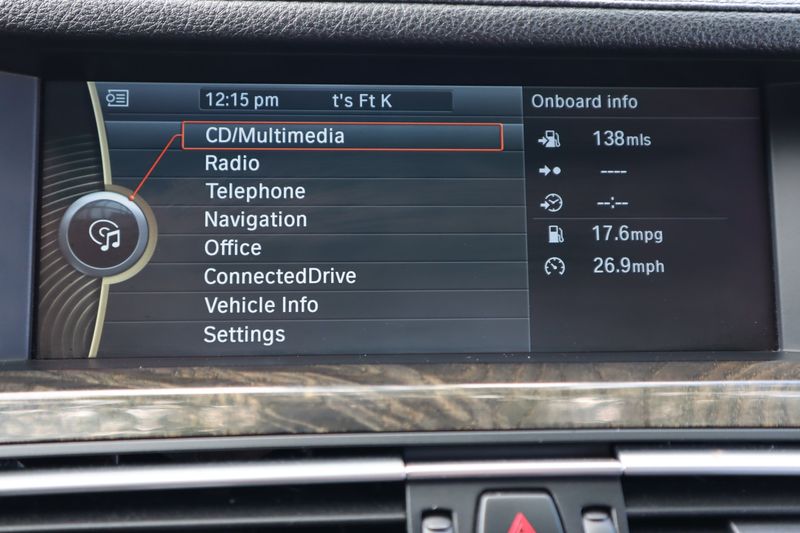 12:15 pm t's Ft K
Onboard info
CD/Multimedia
Radio
Telephone
Navigation
Office
ConnectedDrive
Vehicle Info
Settings
138mls
----
--:--
17.6mpg
26.9mph